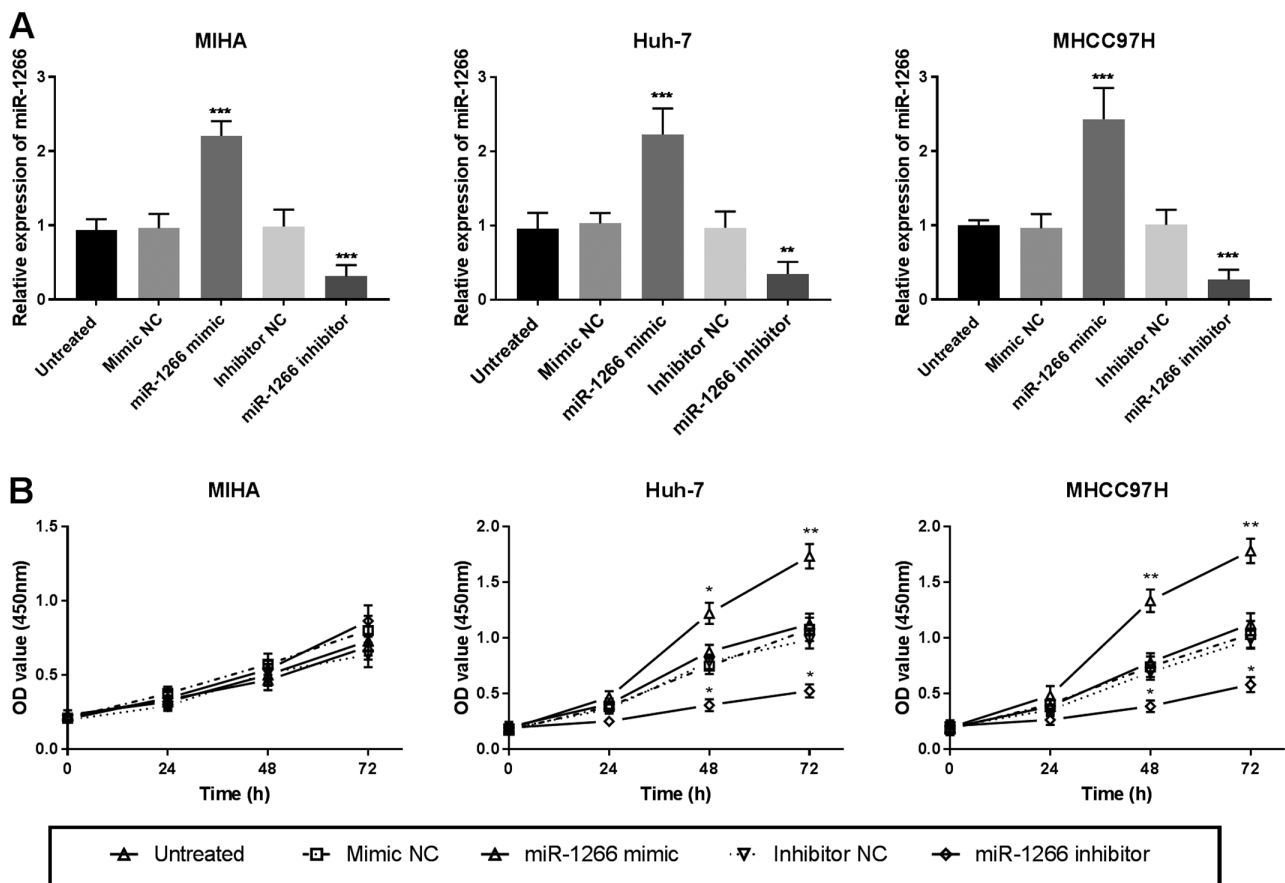 A
MIHA
Huh-7
MHCC97H
Relative expression of miR-1266
3
2
1
0
***
***
Untreated
Mimic NC
miR-1266 mimic
Inhibitor NC
miR-1266 inhibitor
Relative expression of miR-1266
3
2
1
0
***
**
Untreated
Mimic NC
miR-1266 mimic
Inhibitor NC
miR-1266 inhibitor
Relative expression of miR-1266
3
2
1
0
***
***
Untreated
Mimic NC
miR-1266 mimic
Inhibitor NC
miR-1266 inhibitor
B
MIHA
Huh-7
MHCC97H
OD value (450nm)
1.5
1.0
0.5
0.0
0 24 48 72
Time (h)
OD value (450nm)
2.0
1.5
1.0
0.5
0.0
**
*
*
*
0 24 48 72
Time (h)
OD value (450nm)
2.0
1.5
1.0
0.5
0.0
**
**
*
*
0 24 48 72
Time (h)
Untreated Mimic NC miR-1266 mimic Inhibitor NC miR-1266 inhibitor